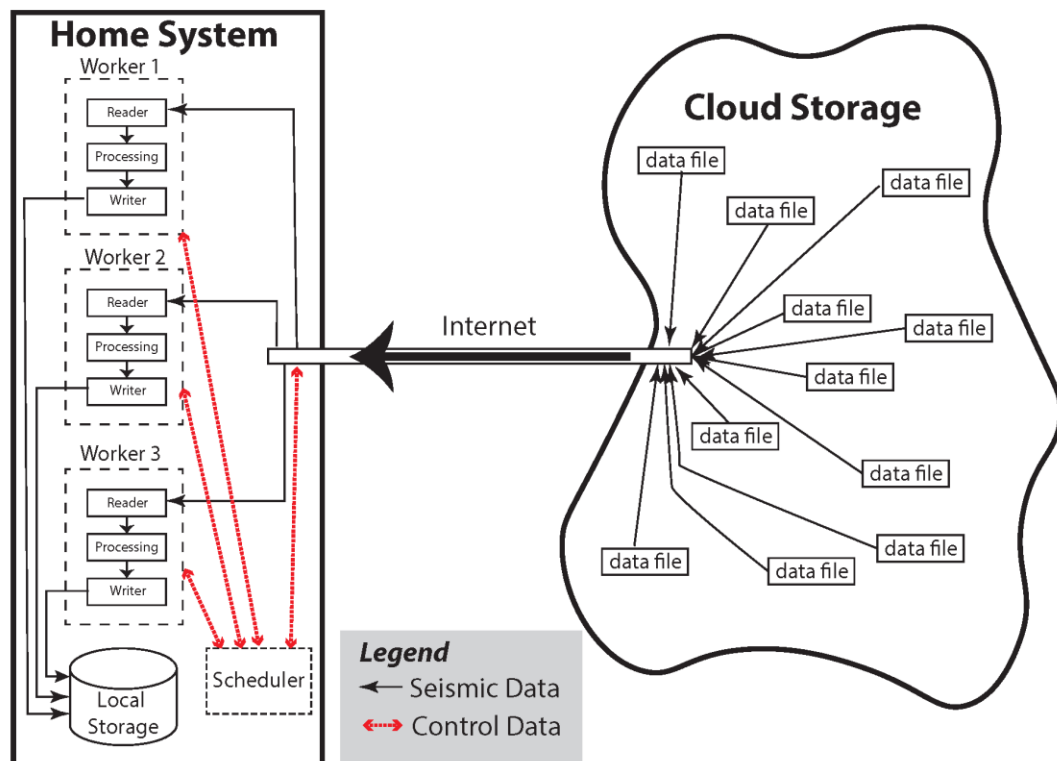 Home System
Worker 1
Reader
Processing
Writer
Worker 2
Reader
Processing
Writer
Worker 3
Reader
Processing
Writer
Local
Storage
Scheduler
Internet
Legend
Seismic Data
Control Data
Cloud Storage
data file
data file
data file
data file
data file
data file
data file
data file
data file
data file
data file